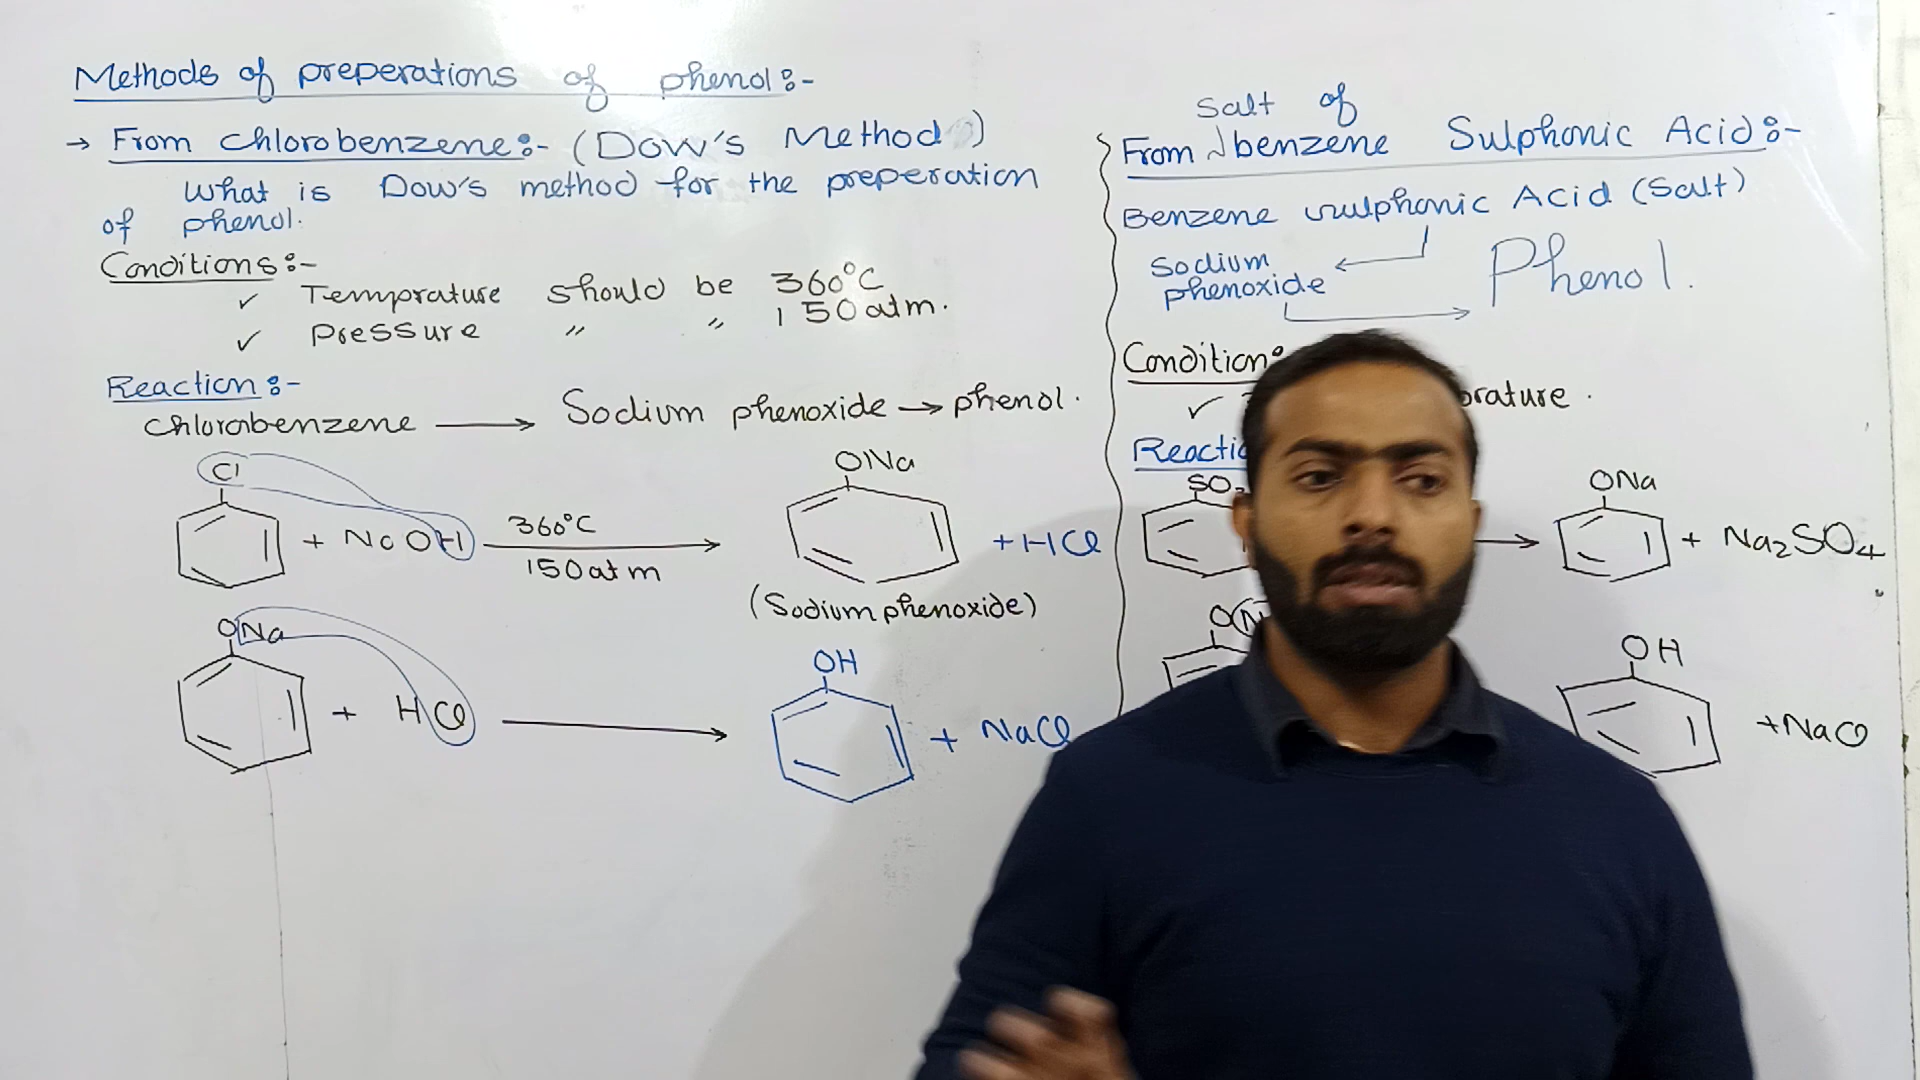 Methods of preperations of phenol:-
→ From Chlorobenzene:- (Dow's Method)
What is Dow's method for the preperation
of phenol.
Conditions:-
✓ Temprature should be 360°C
✓ Pressure " " 150 atm.
Reaction:-
Chlorobenzene → Sodium phenoxide → phenol.
Cl
+ NaOH
360°C
150 atm
ONa
+ HCl
(Sodium phenoxide)
ONa
+ HCl
OH
+ NaCl
Salt of
From benzene Sulphonic Acid:-
Benzene sulphonic Acid (Salt)
Sodium
phenoxide
Phenol.
Condition:
✓
Reactio
SO
ONa
+ Na2SO4
O
OH
+ NaCl